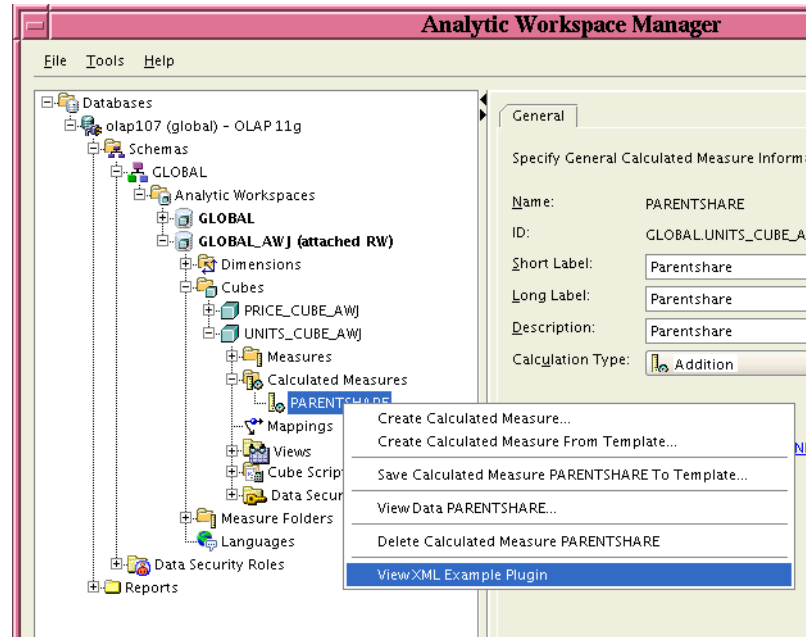 Analytic Workspace Manager
File Tools Help
Databases
olap107 (global) - OLAP 11g
Schemas
GLOBAL
Analytic Workspaces
GLOBAL
GLOBAL_AWJ (attached RW)
Dimensions
Cubes
PRICE_CUBE_AWJ
UNITS_CUBE_AWJ
Measures
Calculated Measures
PARENTSHARE
Mappings
Views
Cube Scrip
Data Secur
Measure Folders
Languages
Data Security Roles
Reports
General
Specify General Calculated Measure Inform
Name: PARENTSHARE
ID: GLOBAL.UNITS_CUBE_A
Short Label: Parentshare
Long Label: Parentshare
Description: Parentshare
Calculation Type: Addition
Create Calculated Measure...
Create Calculated Measure From Template...
Save Calculated Measure PARENTSHARE To Template...
View Data PARENTSHARE...
Delete Calculated Measure PARENTSHARE
ViewXML Example Plugin